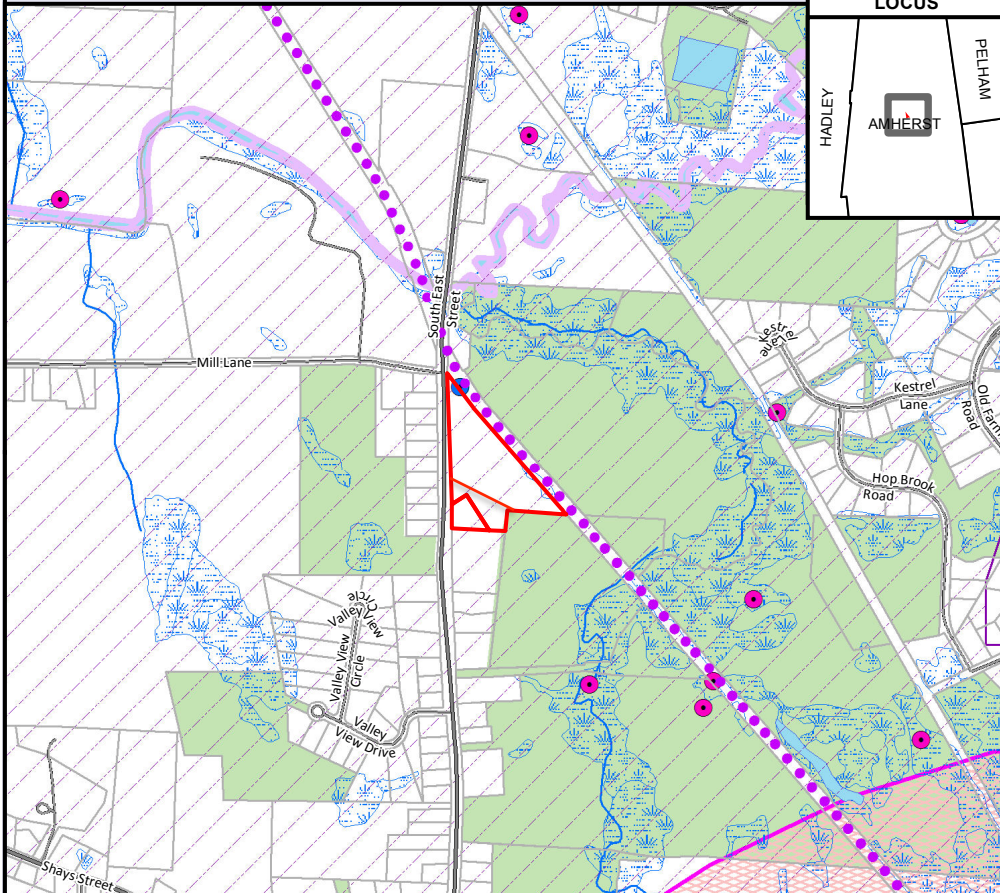 LOCUS
HADLEY
PELHAM
AMHERST
South East
Street
Mill Lane
Kestrel
Lane
Kestrel
Lane
Old Farm
Road
Hop Brook
Road
Valley View
Circle
Valley View
Circle
Valley
View Drive
Shays Street